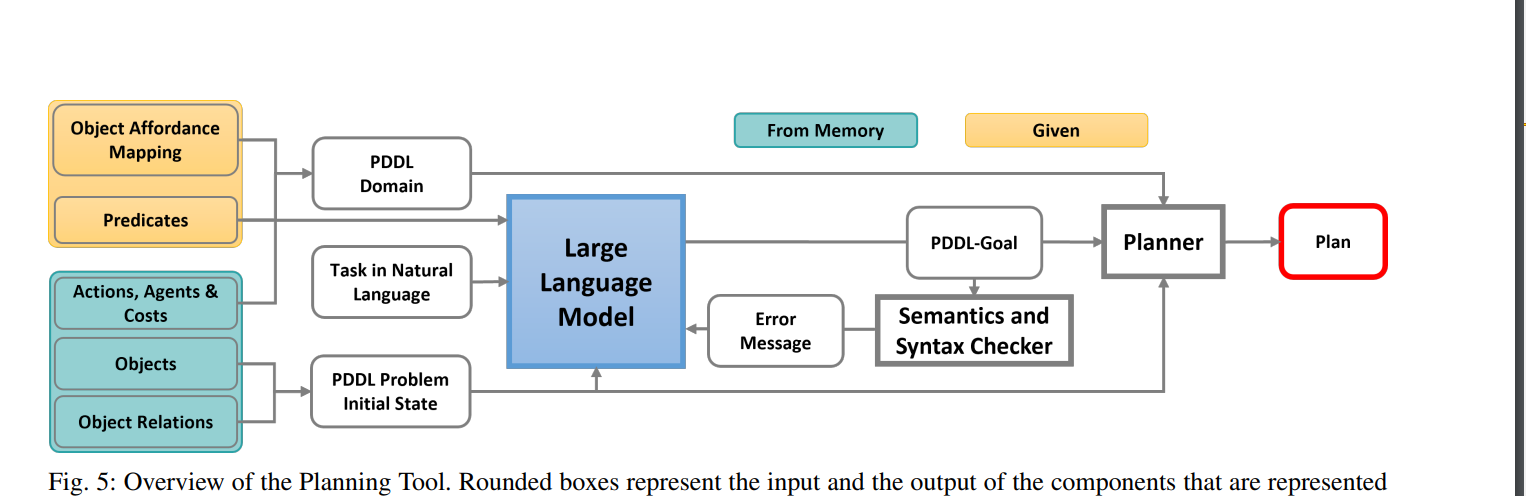 Object Affordance
Mapping
Predicates
Actions, Agents &
Costs
Objects
Object Relations
PDDL
Domain
Task in Natural
Language
PDDL Problem
Initial State
Large
Language
Model
From Memory
Given
PDDL-Goal
Error
Message
Semantics and
Syntax Checker
Planner
Plan
Fig. 5: Overview of the Planning Tool. Rounded boxes represent the input and the output of the components that are represented